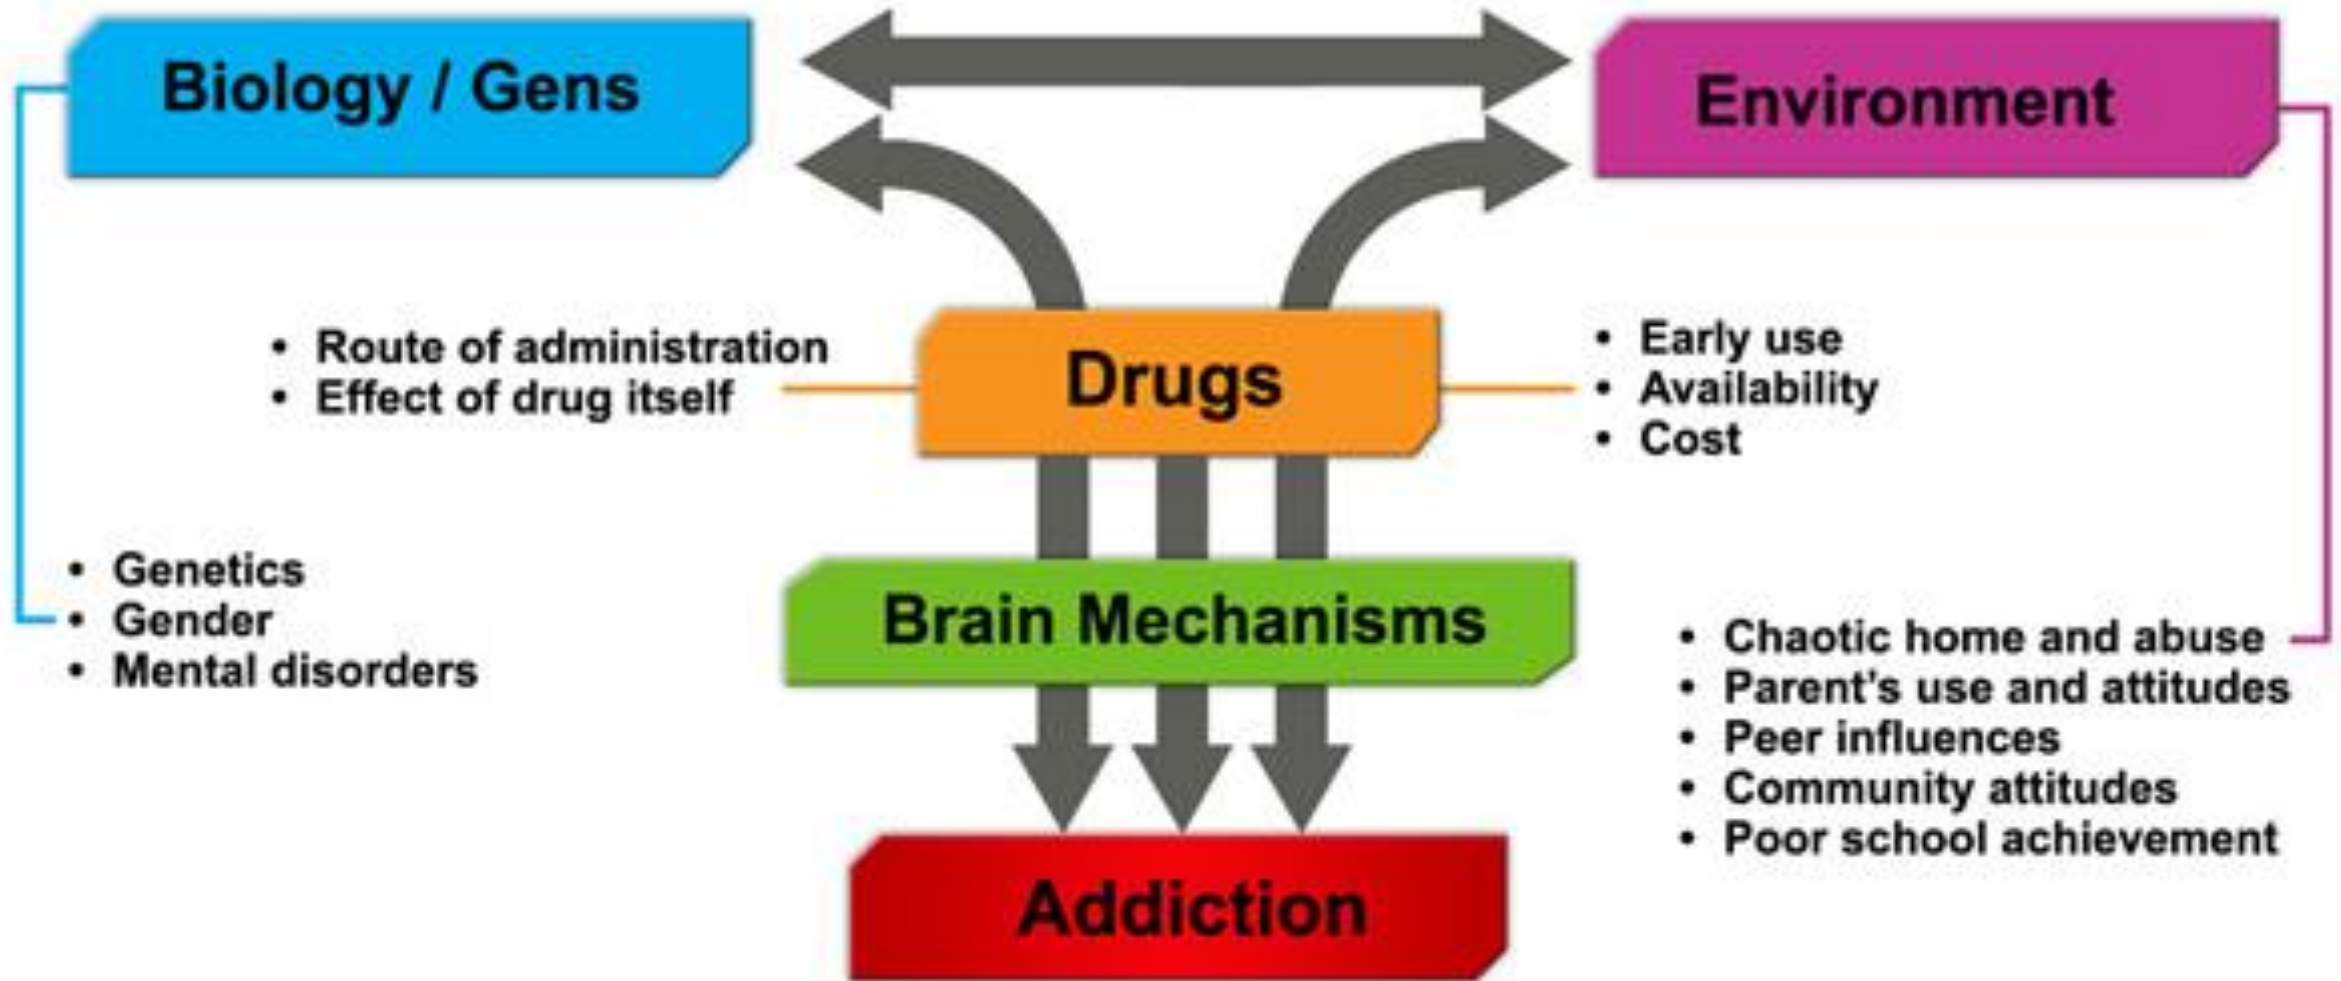 Biology / Gens
Environment
• Route of administration
• Effect of drug itself
Drugs
• Early use
• Availability
• Cost
• Genetics
• Gender
• Mental disorders
Brain Mechanisms
• Chaotic home and abuse
• Parent's use and attitudes
• Peer influences
• Community attitudes
• Poor school achievement
Addiction